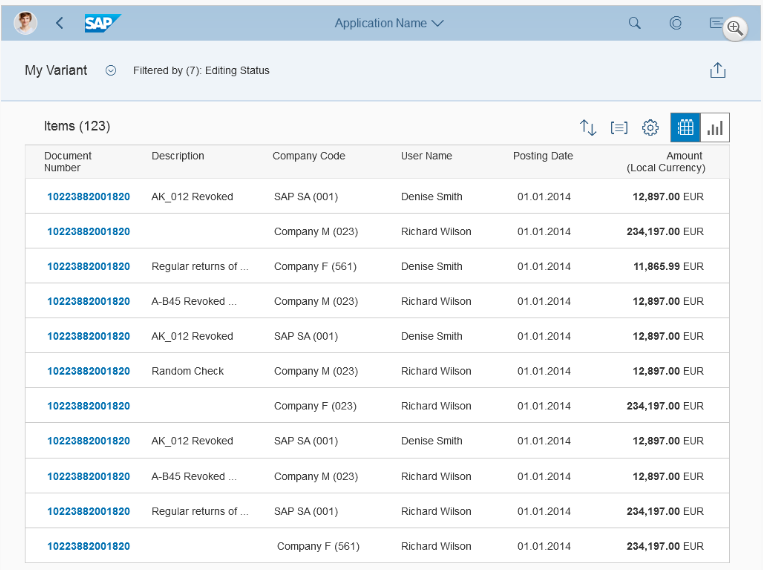 SAP Application Name
My Variant Filtered by (7): Editing Status
Items (123)
Document Number Description Company Code User Name Posting Date Amount (Local Currency)
10223882001820 AK_012 Revoked SAP SA (001) Denise Smith 01.01.2014 12,897.00 EUR
10223882001820 Company M (023) Richard Wilson 01.01.2014 234,197.00 EUR
10223882001820 Regular returns of ... Company F (561) Denise Smith 01.01.2014 11,865.99 EUR
10223882001820 A-B45 Revoked ... Company M (023) Richard Wilson 01.01.2014 12,897.00 EUR
10223882001820 AK_012 Revoked SAP SA (001) Denise Smith 01.01.2014 12,897.00 EUR
10223882001820 Random Check Company M (023) Richard Wilson 01.01.2014 12,897.00 EUR
10223882001820 Company F (023) Richard Wilson 01.01.2014 234,197.00 EUR
10223882001820 AK_012 Revoked SAP SA (001) Denise Smith 01.01.2014 12,897.00 EUR
10223882001820 A-B45 Revoked ... Company M (023) Richard Wilson 01.01.2014 12,897.00 EUR
10223882001820 Regular returns of ... SAP SA (001) Richard Wilson 01.01.2014 234,197.00 EUR
10223882001820 Company F (561) Richard Wilson 01.01.2014 234,197.00 EUR